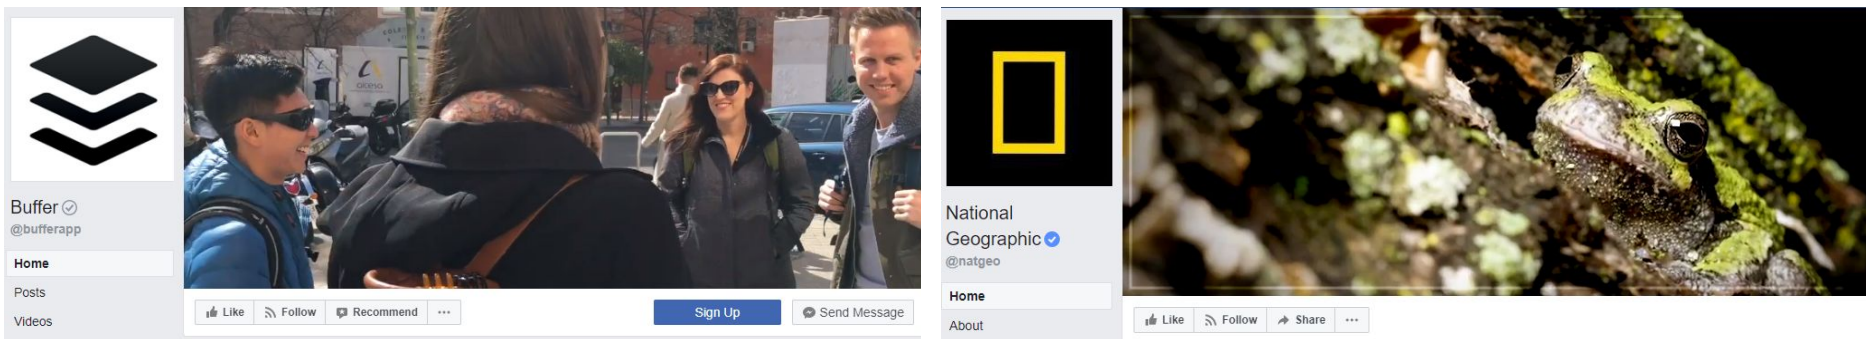 Buffer
@bufferapp
Home
Posts
Videos
Like
Follow
Recommend
Sign Up
Send Message
National
Geographic
@natgeo
Home
About
Like
Follow
Share